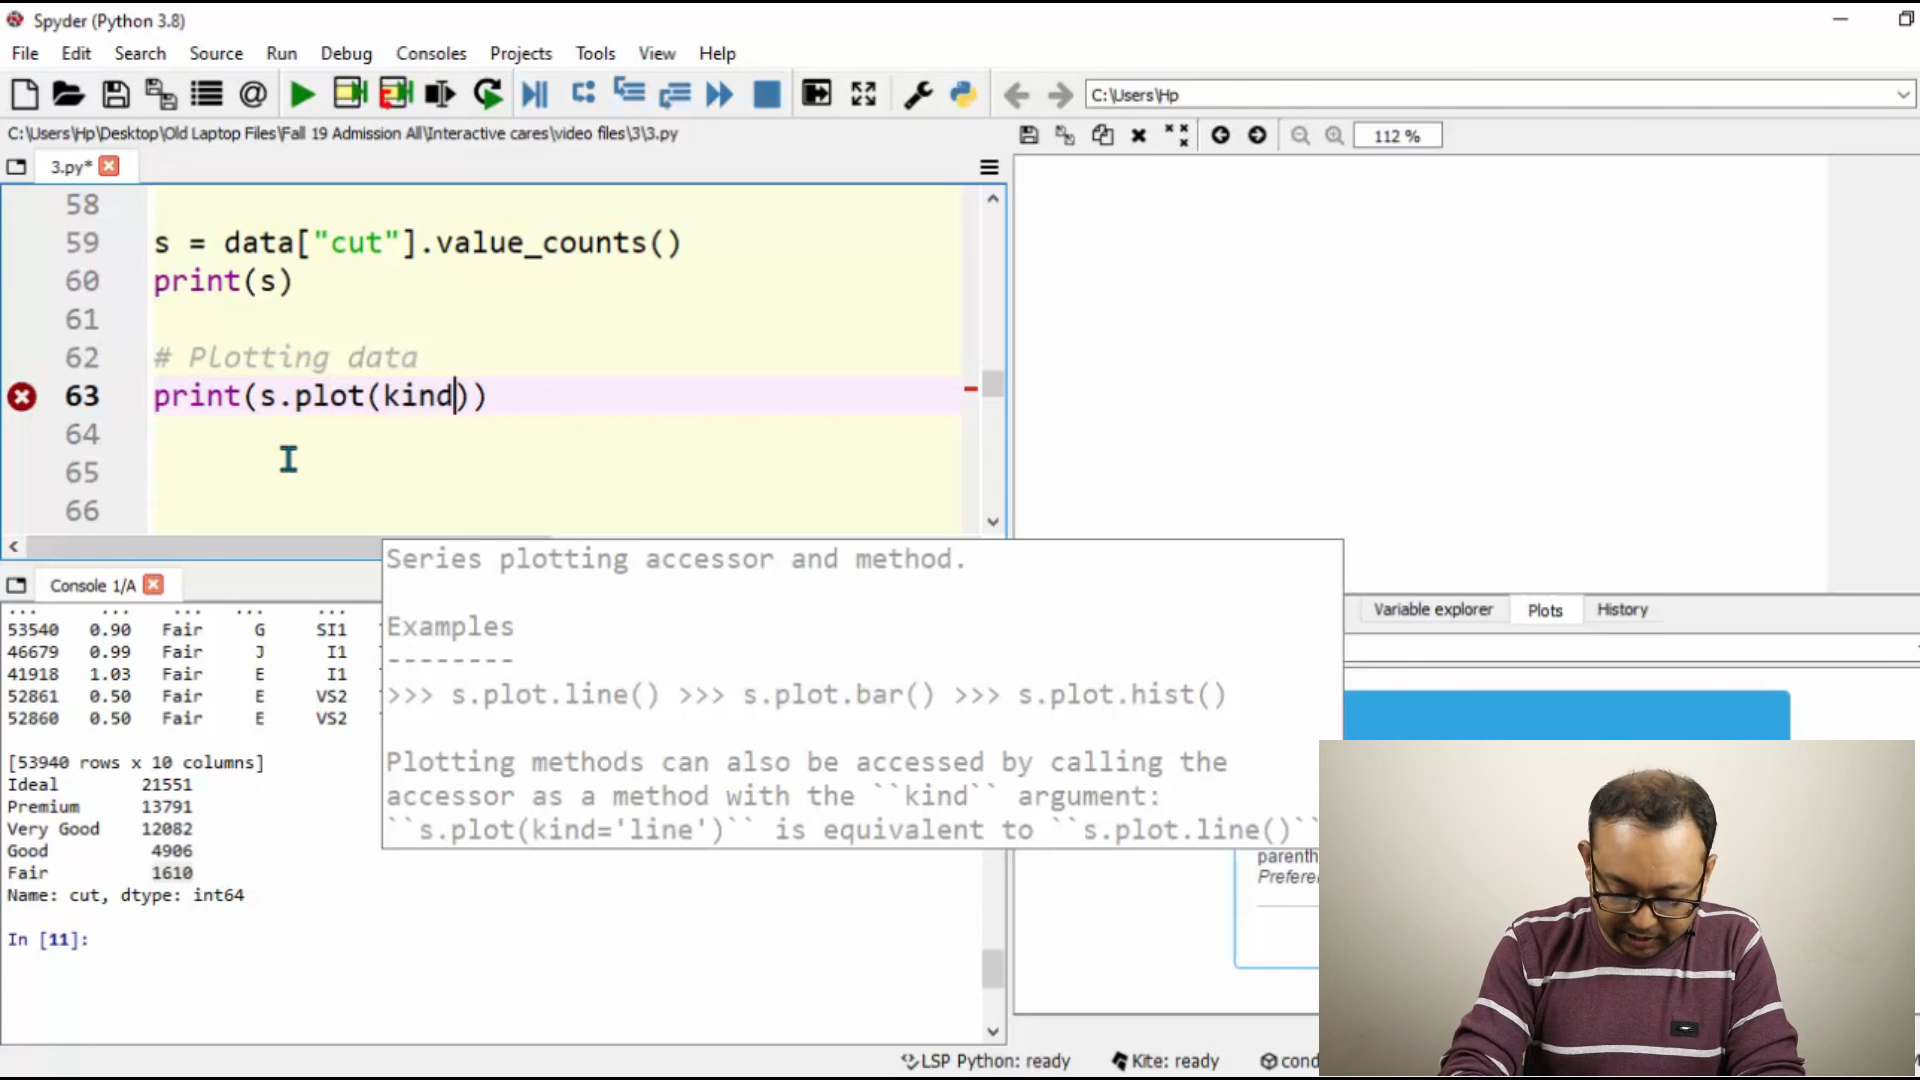 Spyder (Python 3.8)
File Edit Search Source Run Debug Consoles Projects Tools View Help
C:\Users\Hp
C:\Users\Hp\Desktop\Old Laptop Files\Fall 19 Admission All\Interactive cares\video files\3\3.py
112 %
3.py*
58
59 s = data["cut"].value_counts()
60 print(s)
61
62 # Plotting data
63 print(s.plot(kind))
64
65
66
Series plotting accessor and method.
Examples
--------
>>> s.plot.line() >>> s.plot.bar() >>> s.plot.hist()
Plotting methods can also be accessed by calling the
accessor as a method with the ``kind`` argument:
``s.plot(kind='line')`` is equivalent to ``s.plot.line()``
Variable explorer Plots History
Console 1/A
... ... ... ... ...
53540 0.90 Fair G SI1
46679 0.99 Fair J I1
41918 1.03 Fair E I1
52861 0.50 Fair E VS2
52860 0.50 Fair E VS2
[53940 rows x 10 columns]
Ideal 21551
Premium 13791
Very Good 12082
Good 4906
Fair 1610
Name: cut, dtype: int64
In [11]:
parenth
Prefere
LSP Python: ready Kite: ready cond